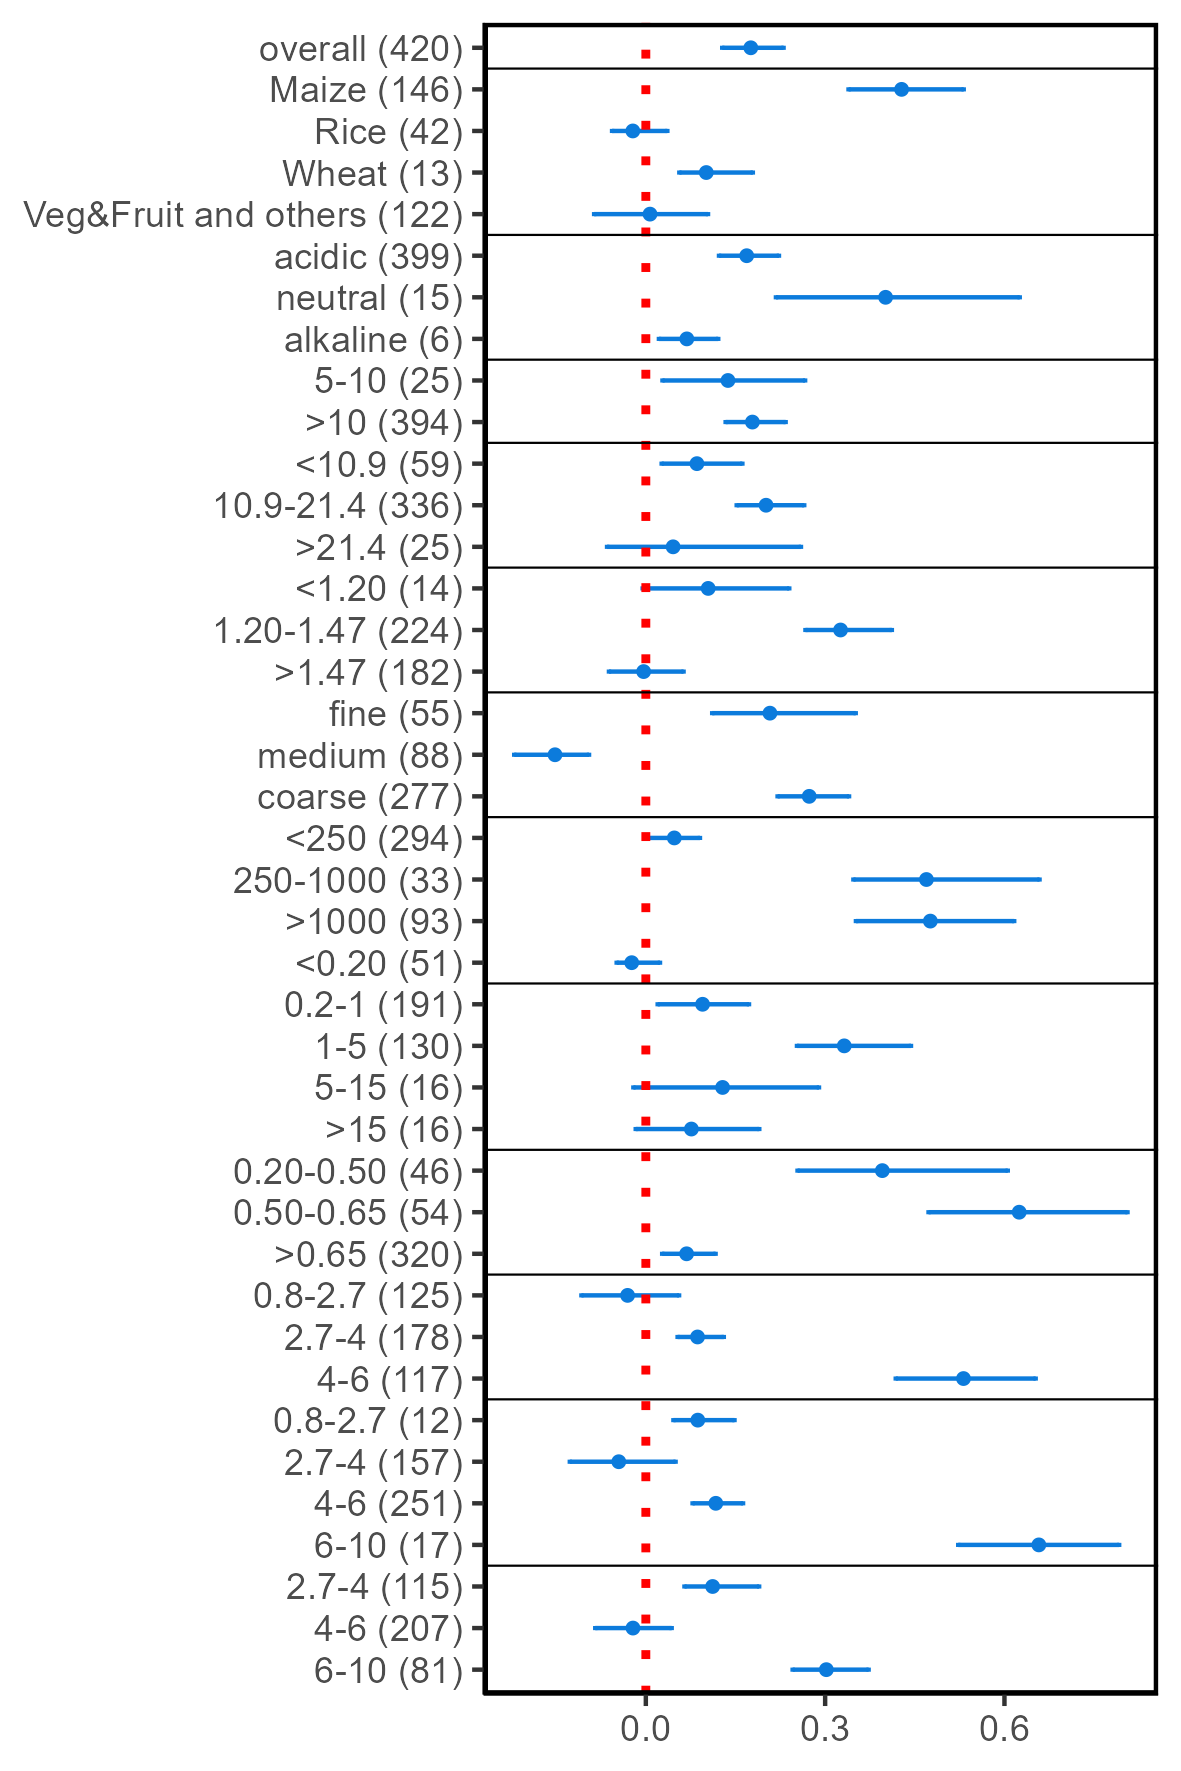 overall (420)
Maize (146)
Rice (42)
Wheat (13)
Veg&Fruit and others (122)
acidic (399)
neutral (15)
alkaline (6)
5-10 (25)
>10 (394)
<10.9 (59)
10.9-21.4 (336)
>21.4 (25)
<1.20 (14)
1.20-1.47 (224)
>1.47 (182)
fine (55)
medium (88)
coarse (277)
<250 (294)
250-1000 (33)
>1000 (93)
<0.20 (51)
0.2-1 (191)
1-5 (130)
5-15 (16)
>15 (16)
0.20-0.50 (46)
0.50-0.65 (54)
>0.65 (320)
0.8-2.7 (125)
2.7-4 (178)
4-6 (117)
0.8-2.7 (12)
2.7-4 (157)
4-6 (251)
6-10 (17)
2.7-4 (115)
4-6 (207)
6-10 (81)
0.0 0.3 0.6